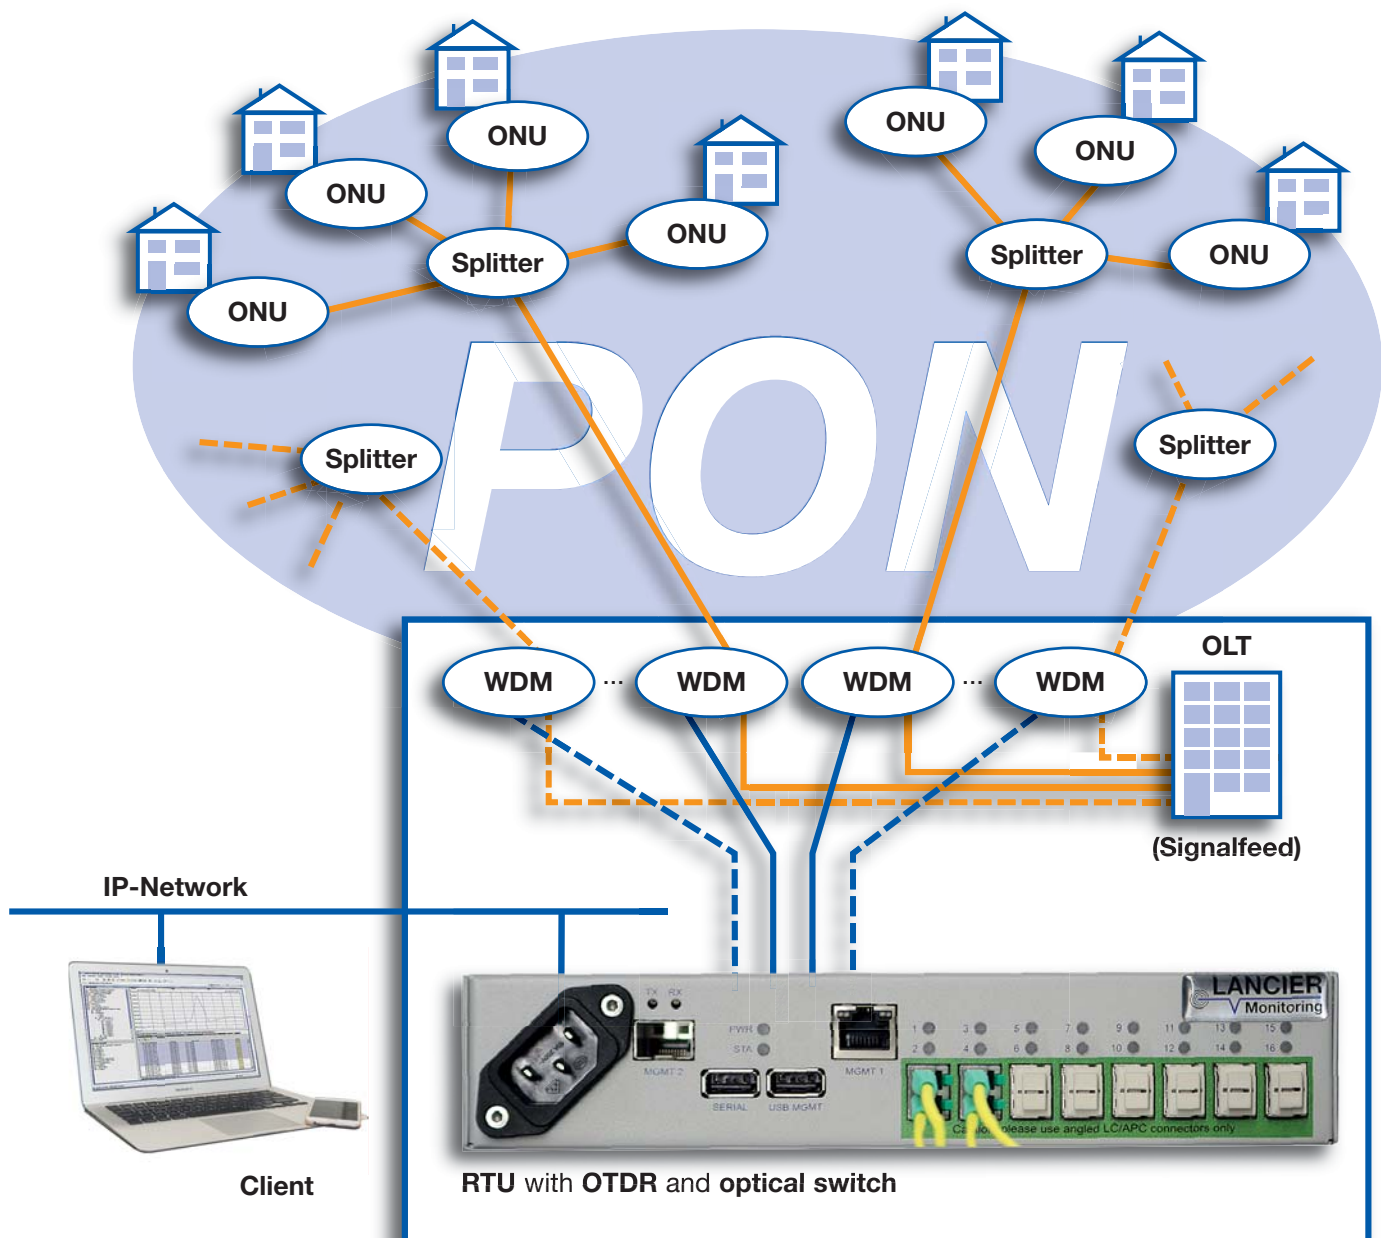 ONU
ONU
ONU
ONU
ONU
ONU
ONU
Splitter
Splitter
PON
Splitter
Splitter
OLT
WDM
...
WDM
WDM
...
WDM
(Signalfeed)
IP-Network
LANCIER
Monitoring
TX RX
PWR
STA
MGMT 2
MGMT 1
SERIAL
USB MGMT
1 3 5 7 9 11 13 15
2 4 6 8 10 12 14 16
please use angled LC/APC connectors only
Client
RTU with OTDR and optical switch